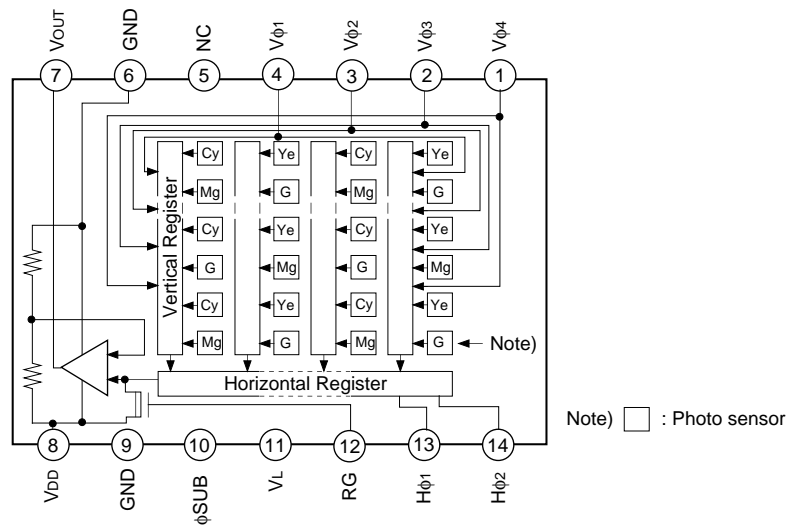 VOUT GND NC Vϕ1 Vϕ2 Vϕ3 Vϕ4
7 6 5 4 3 2 1
Vertical Register
Cy Ye Cy Ye
Mg G Mg G
Cy Ye Cy Ye
G Mg G Mg
Cy Ye Cy Ye
Mg G Mg G Note)
Horizontal Register
Note) : Photo sensor
8 9 10 11 12 13 14
VDD GND ϕSUB VL RG Hϕ1 Hϕ2